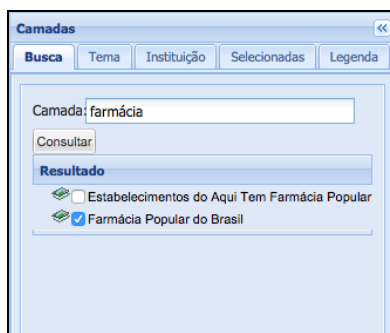 Camadas
Busca Tema Instituição Selecionadas Legenda
Camada: farmácia
Consultar
Resultado
Estabelecimentos do Aqui Tem Farmácia Popular
Farmácia Popular do Brasil